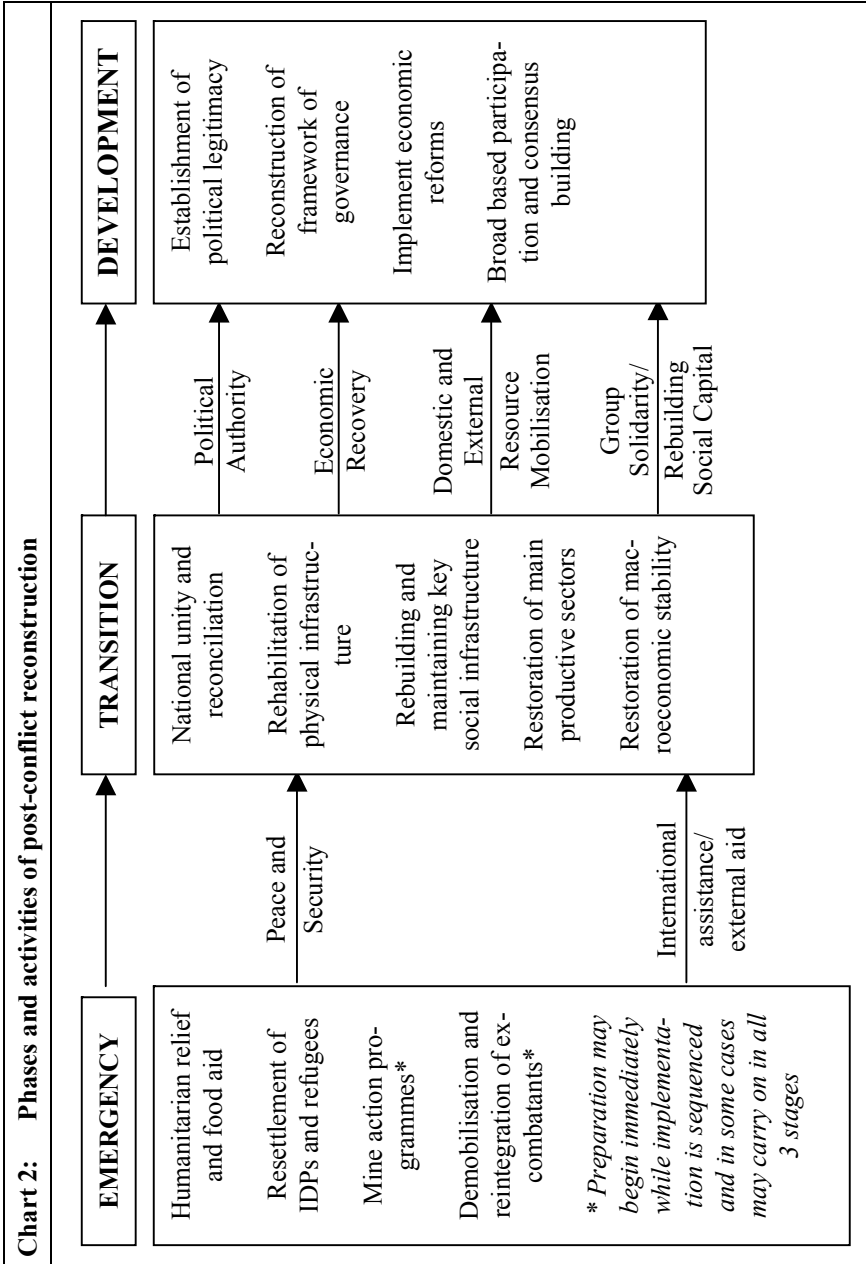 Chart 2: Phases and activities of post-conflict reconstruction
EMERGENCY
Humanitarian relief
and food aid
Resettlement of
IDPs and refugees
Mine action pro-
grammes*
Demobilisation and
reintegration of ex-
combatants*
* Preparation may
begin immediately
while implementa-
tion is sequenced
and in some cases
may carry on in all
3 stages
Peace and
Security
International
assistance/
external aid
TRANSITION
National unity and
reconciliation
Rehabilitation of
physical infrastruc-
ture
Rebuilding and
maintaining key
social infrastructure
Restoration of main
productive sectors
Restoration of mac-
roeconomic stability
Political
Authority
Economic
Recovery
Domestic and
External
Resource
Mobilisation
Group
Solidarity/
Rebuilding
Social Capital
DEVELOPMENT
Establishment of
political legitimacy
Reconstruction of
framework of
governance
Implement economic
reforms
Broad based participa-
tion and consensus
building